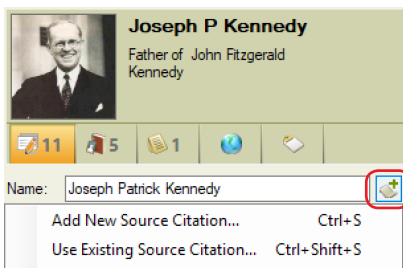 Joseph P Kennedy
Father of John Fitzgerald
Kennedy
11 5 1
Name: Joseph Patrick Kennedy
Add New Source Citation... Ctrl+S
Use Existing Source Citation... Ctrl+Shift+S